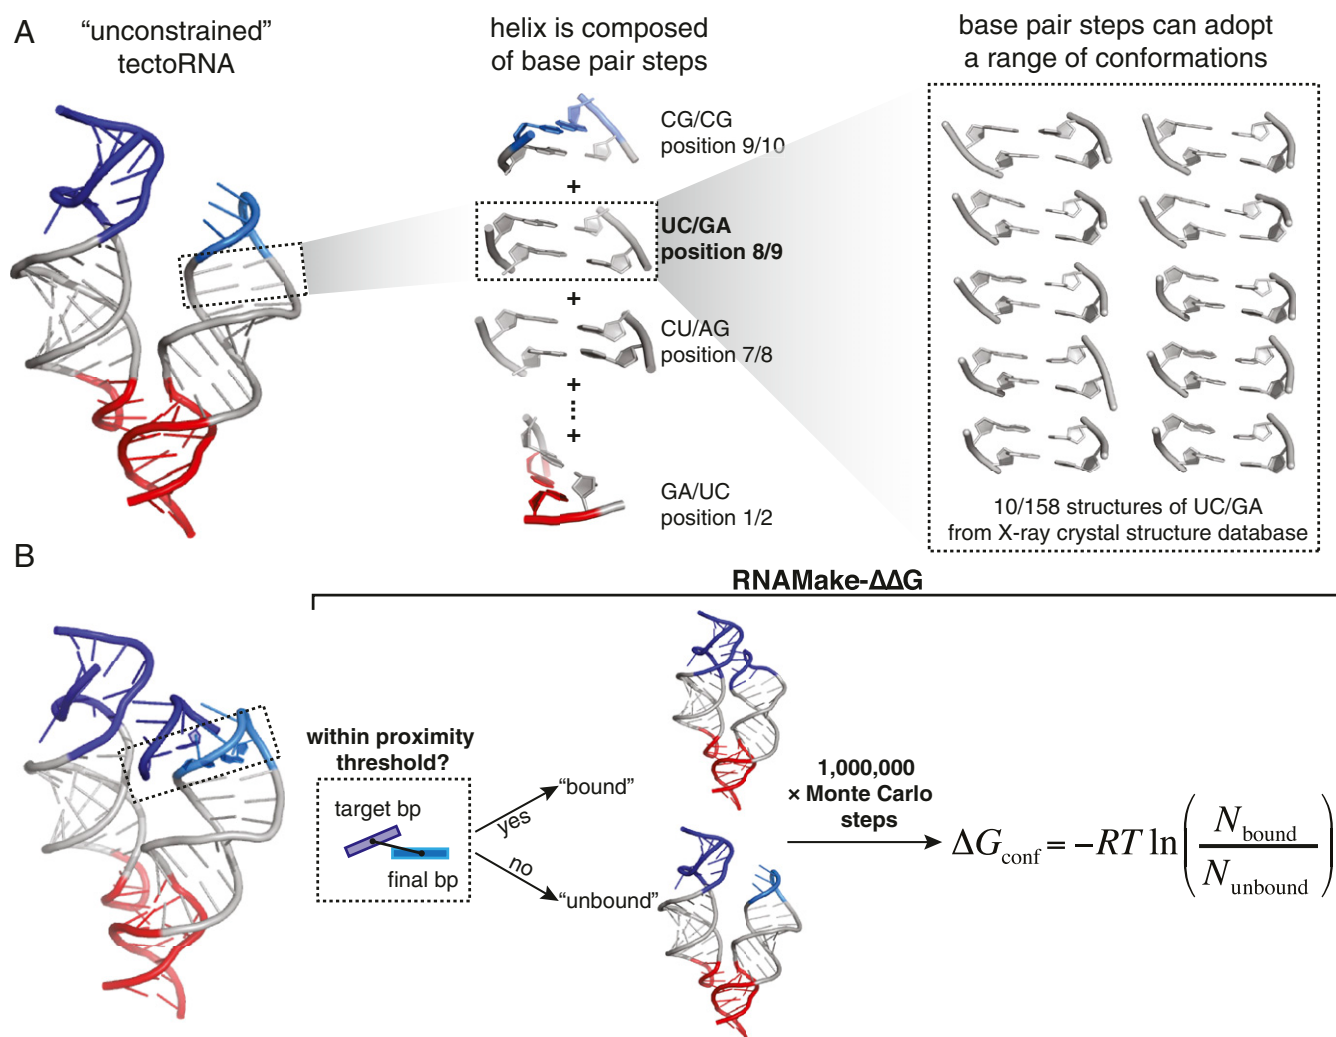 A
“unconstrained”
tectoRNA
helix is composed
of base pair steps
base pair steps can adopt
a range of conformations
CG/CG
position 9/10
+
UC/GA
position 8/9
+
CU/AG
position 7/8
+
+
GA/UC
position 1/2
10/158 structures of UC/GA
from X-ray crystal structure database
B
RNAMake-ΔΔG
within proximity
threshold?
target bp
final bp
yes
no
“bound”
“unbound”
1,000,000
× Monte Carlo
steps
ΔG_conf = −RT ln(N_bound / N_unbound)